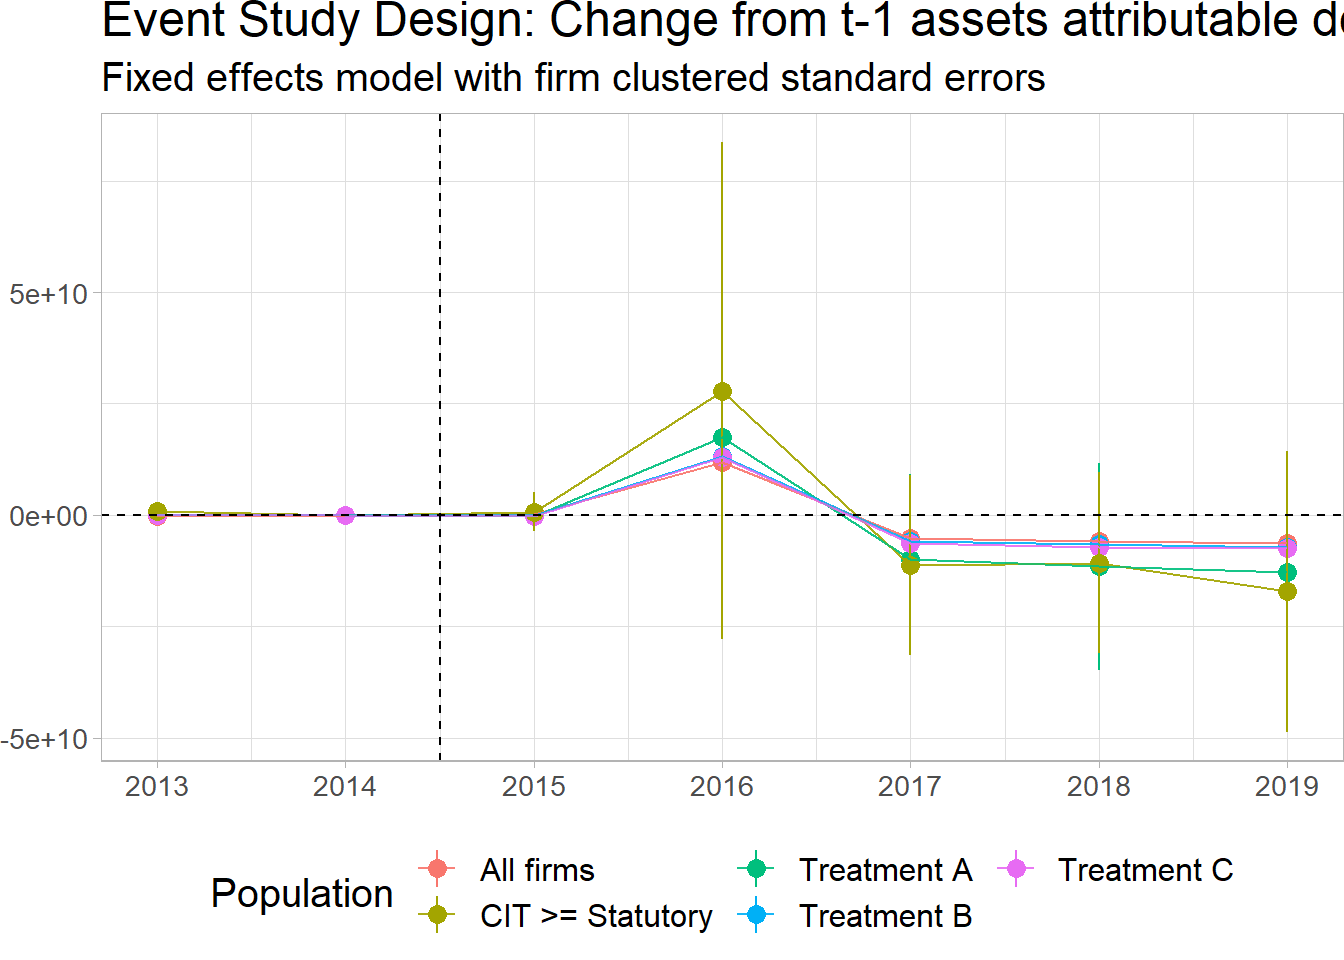 Event Study Design: Change from t-1 assets attributable
Fixed effects model with firm clustered standard errors
5e+10
0e+00
-5e+10
2013 2014 2015 2016 2017 2018 2019
Population
All firms
CIT >= Statutory
Treatment A
Treatment B
Treatment C